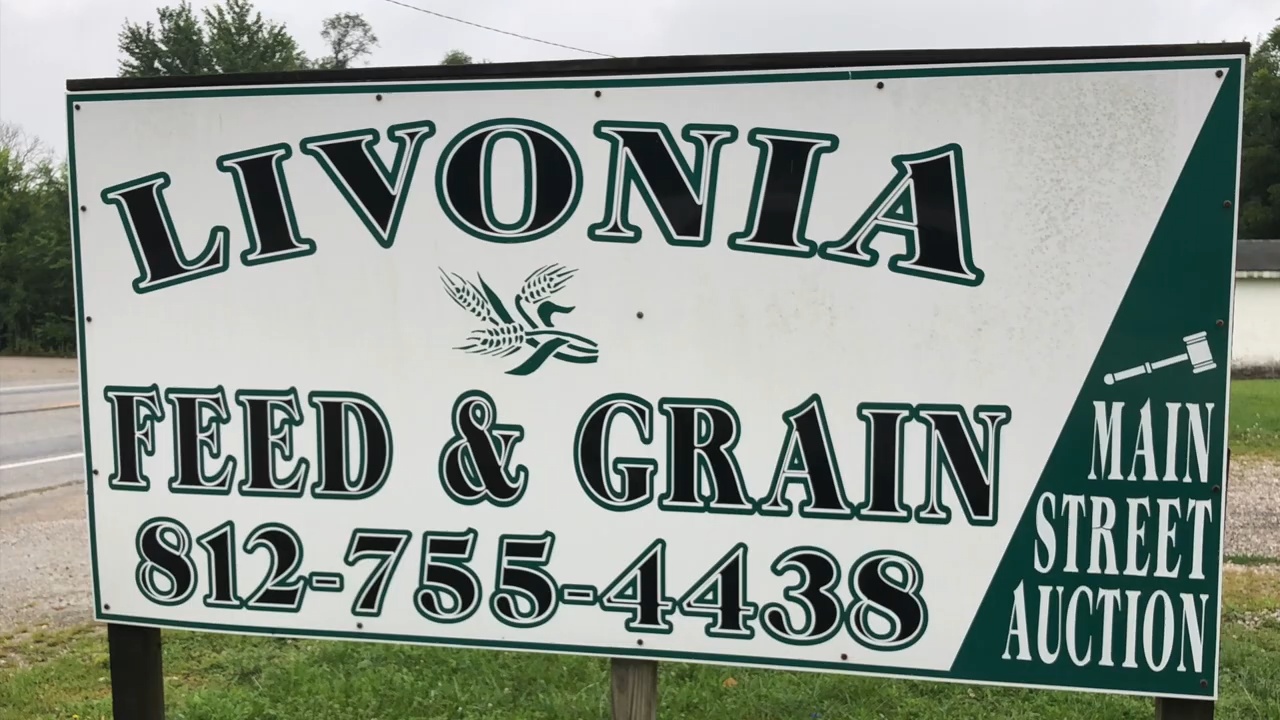 LIVONIA
FEED & GRAIN
812-755-4438
MAIN
STREET
AUCTION